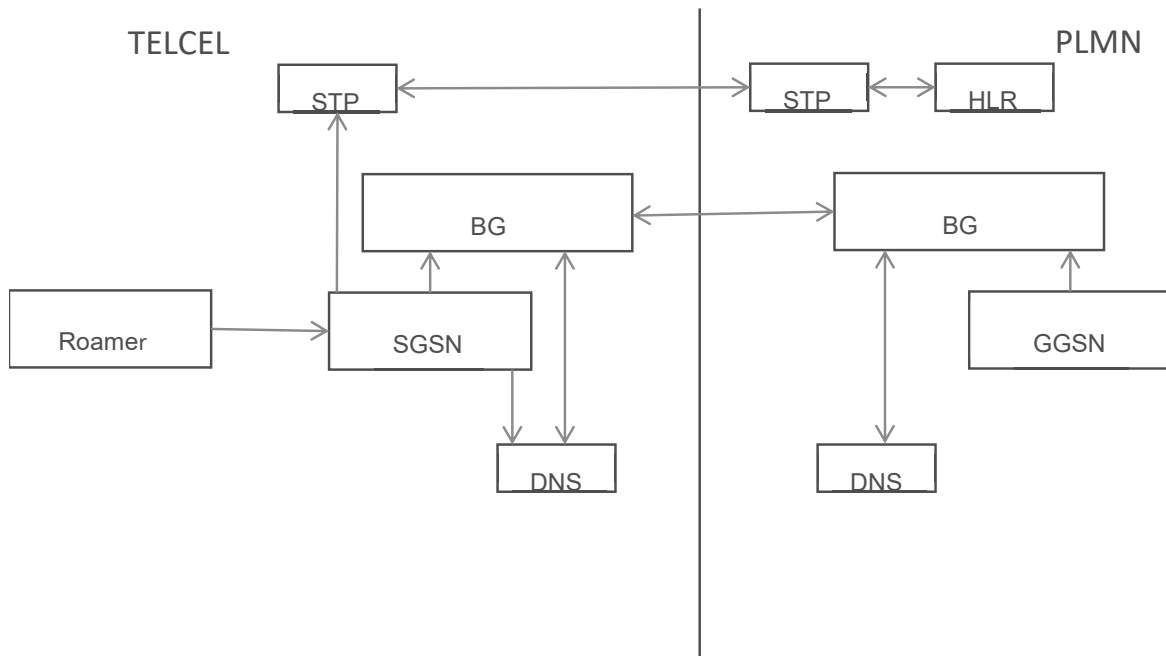 TELCEL
PLMN
STP
STP
HLR
BG
BG
Roamer
SGSN
GGSN
DNS
DNS